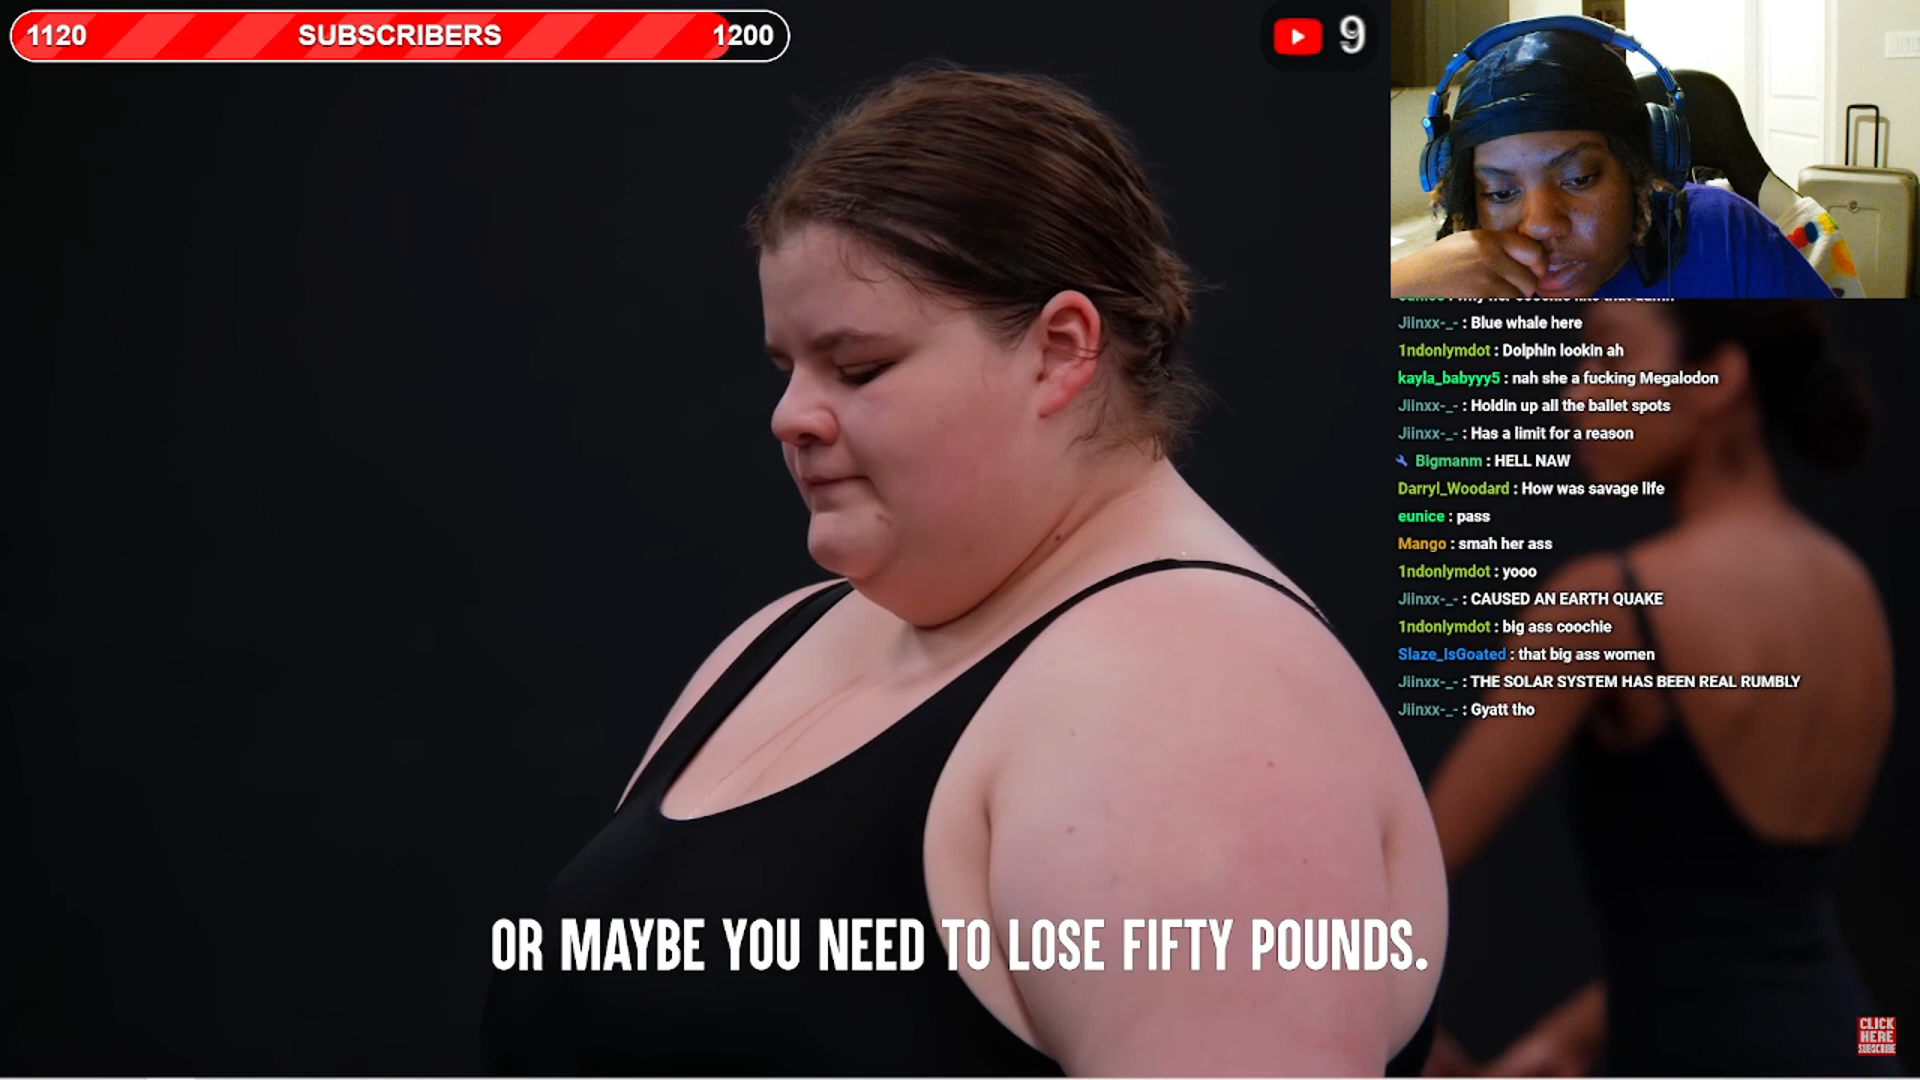 1120 SUBSCRIBERS 1200
9
Jiinxx-_- : Blue whale here
1ndonlymdot : Dolphin lookin ah
kayla_babyyy5 : nah she a fucking Megalodon
Jiinxx-_- : Holdin up all the ballet spots
Jiinxx-_- : Has a limit for a reason
Bigmanm : HELL NAW
Darryl_Woodard : How was savage life
eunice : pass
Mango : smah her ass
1ndonlymdot : yooo
Jiinxx-_- : CAUSED AN EARTH QUAKE
1ndonlymdot : big ass coochie
Slaze_IsGoated : that big ass women
Jiinxx-_- : THE SOLAR SYSTEM HAS BEEN REAL RUMBLY
Jiinxx-_- : Gyatt tho
OR MAYBE YOU NEED TO LOSE FIFTY POUNDS.
CLICK
HERE
SUBSCRIBE